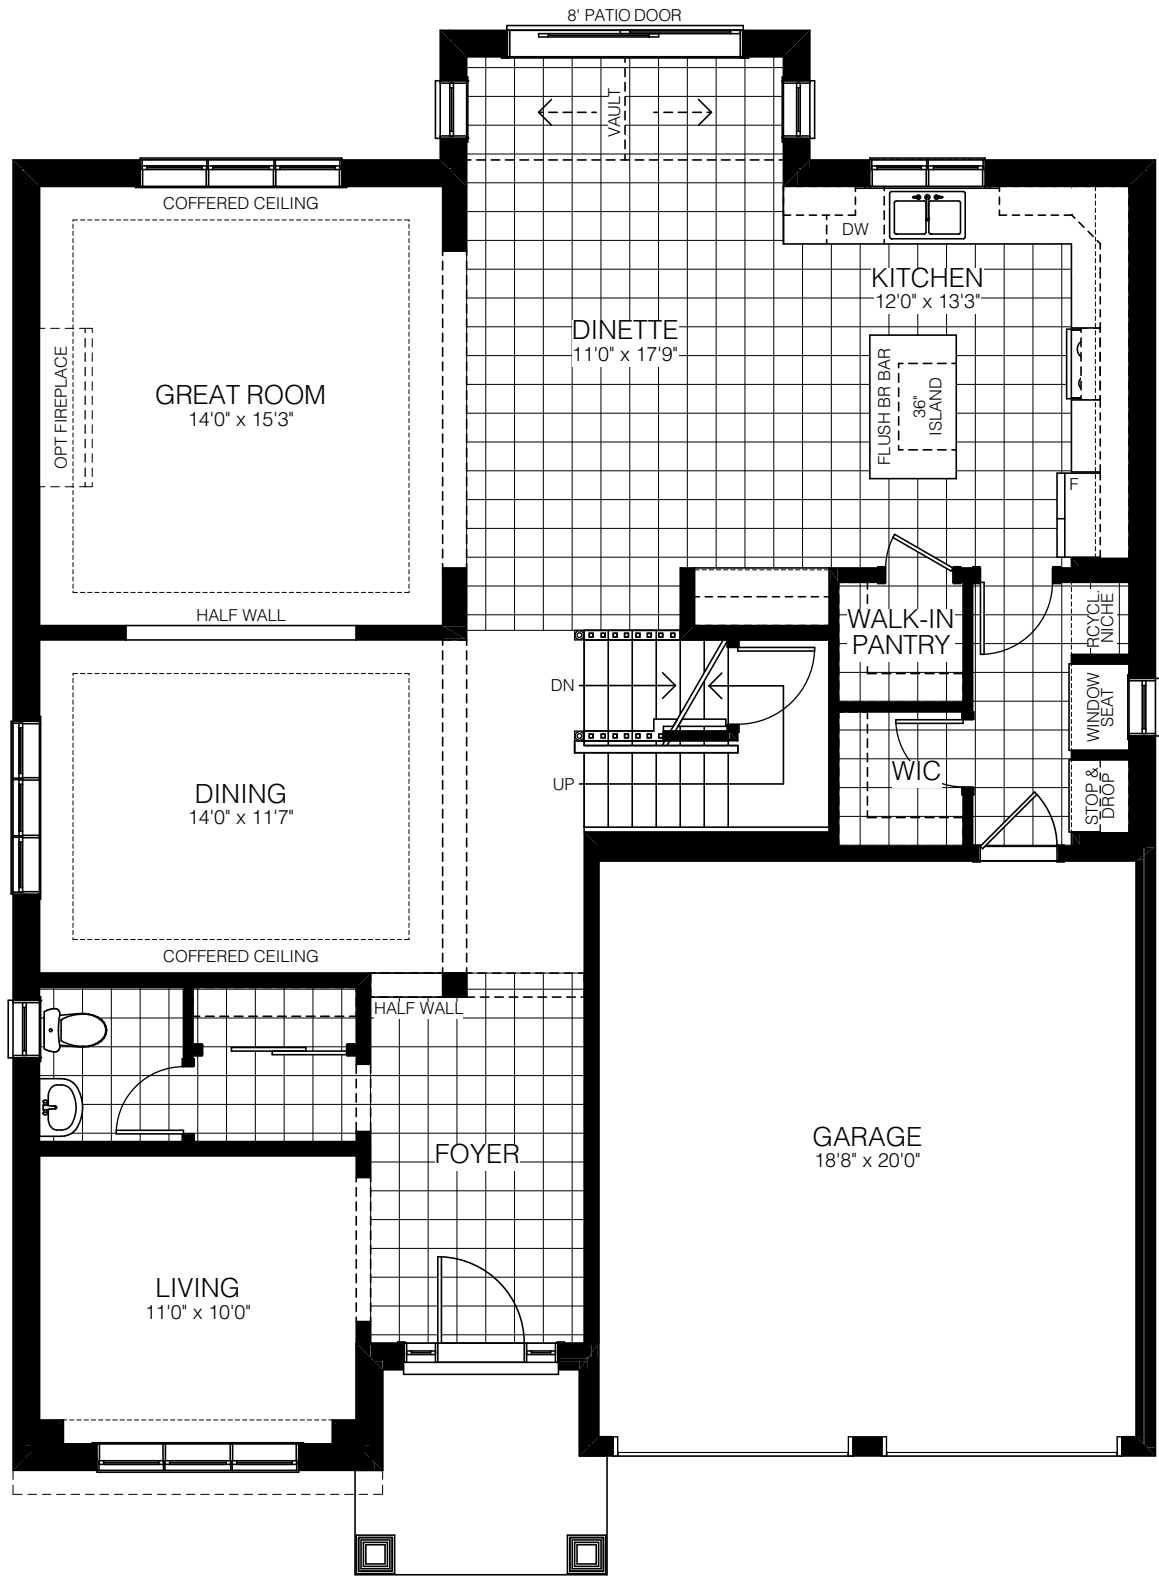 8' PATIO DOOR
VAULT
COFFERED CEILING
DW
KITCHEN
12'0" x 13'3"
DINETTE
11'0" x 17'9"
FLUSH BR BAR
36"
ISLAND
GREAT ROOM
14'0" x 15'3"
OPT FIREPLACE
F
HALF WALL
WALK-IN
PANTRY
RCYCL.
NICHE
DN
WINDOW
SEAT
WIC
UP
STOP &
DROP
DINING
14'0" x 11'7"
COFFERED CEILING
HALF WALL
FOYER
GARAGE
18'8" x 20'0"
LIVING
11'0" x 10'0"